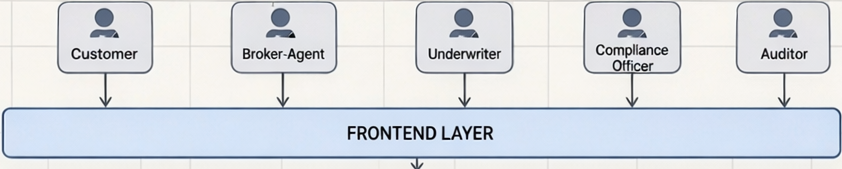 Customer
Broker-Agent
Underwriter
Compliance
Officer
Auditor
FRONTEND LAYER